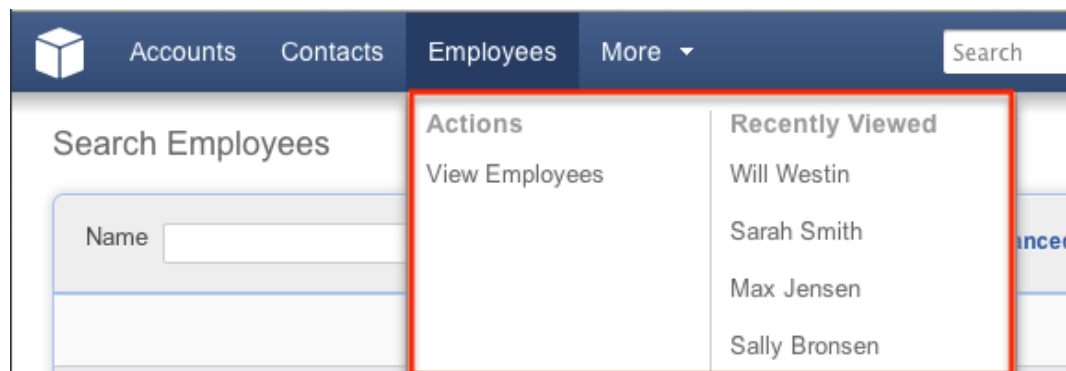 Accounts Contacts Employees More Search
Search Employees
Name
Actions
View Employees
Recently Viewed
Will Westin
Sarah Smith
Max Jensen
Sally Bronsen